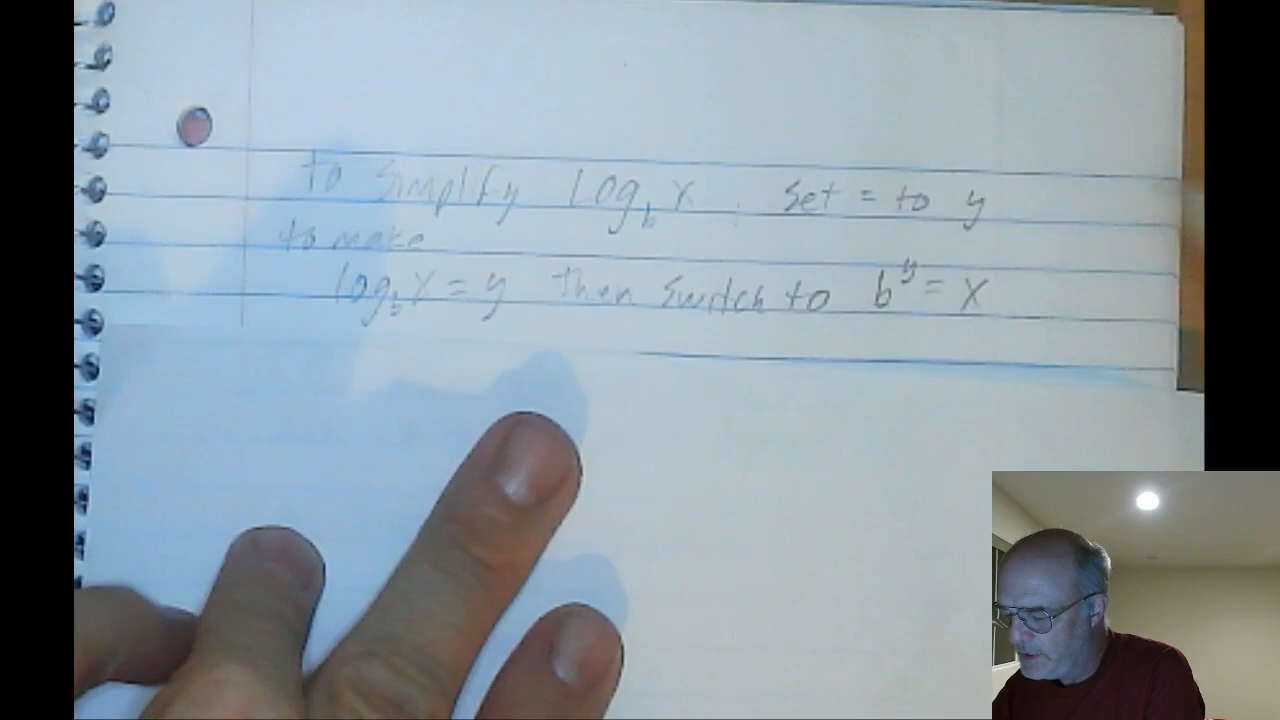 to simplify log_b x, set = to y
to make
log_b x = y then switch to b^y = x